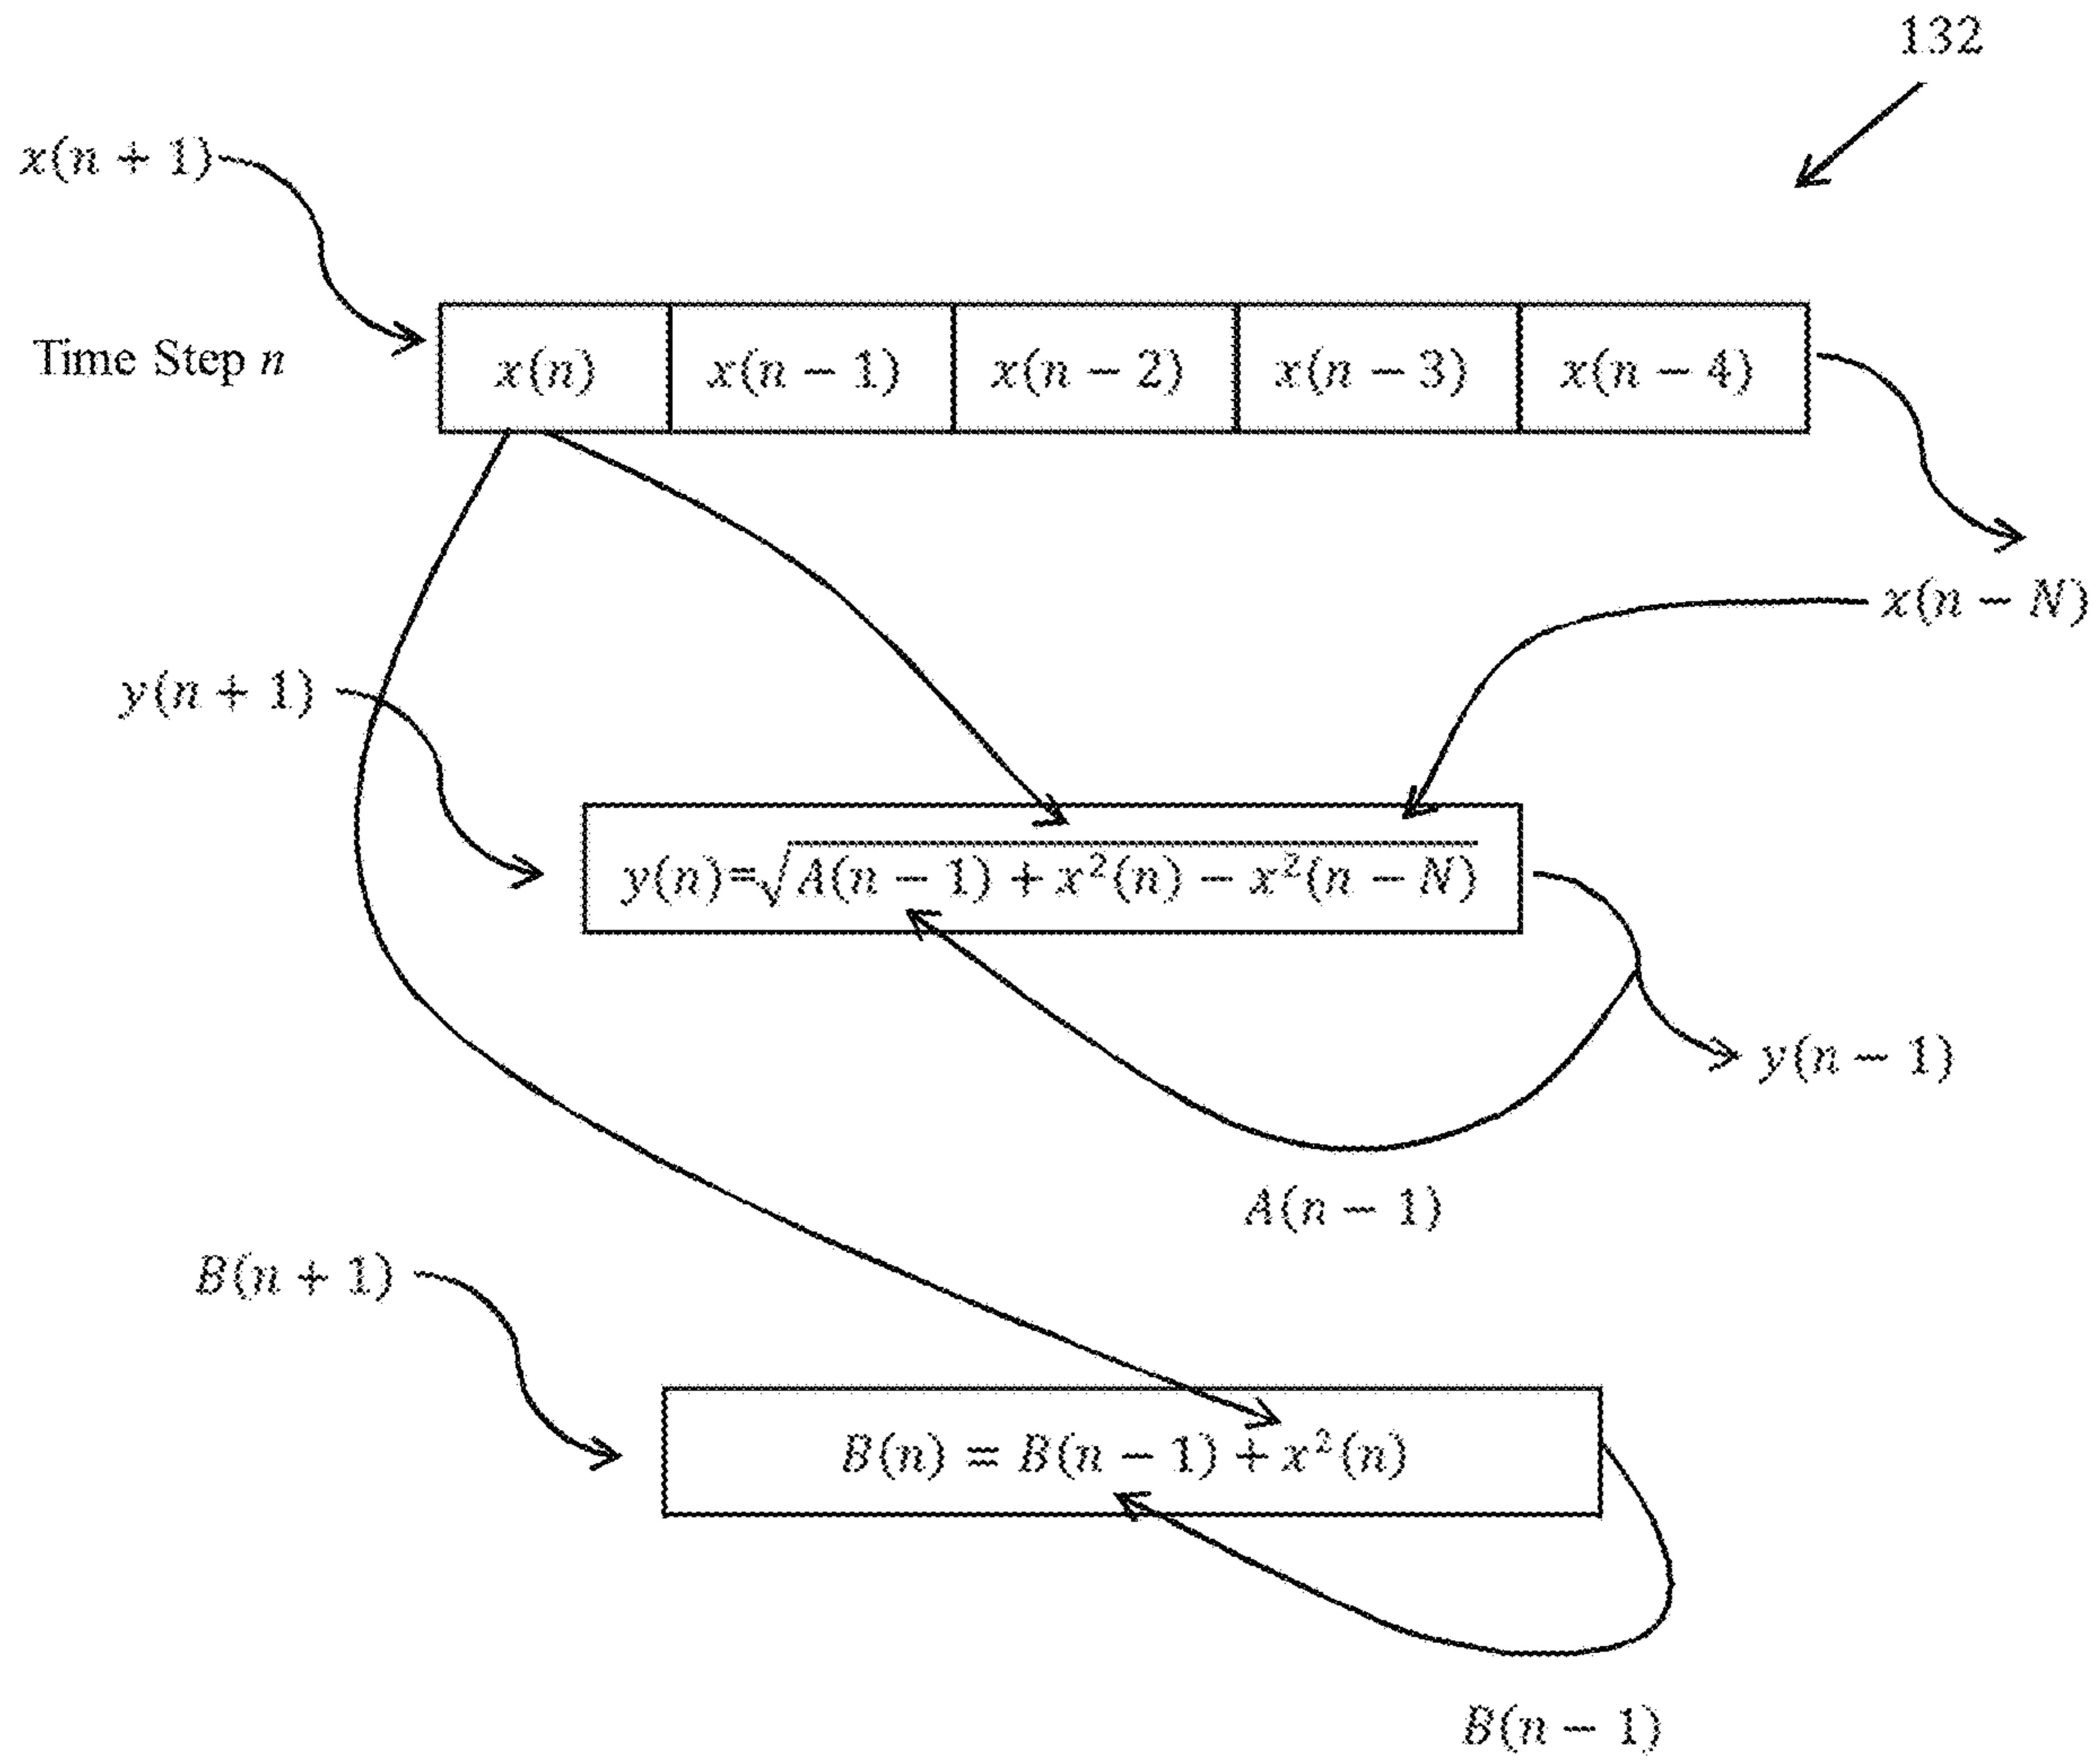 132
x(n + 1)
Time Step n
x(n) x(n − 1) x(n − 2) x(n − 3) x(n − 4)
x(n − N)
y(n + 1)
y(n)=√A(n − 1) + x²(n) − x²(n − N)
y(n − 1)
A(n − 1)
B(n + 1)
B(n) = B(n − 1) + x²(n)
B(n − 1)